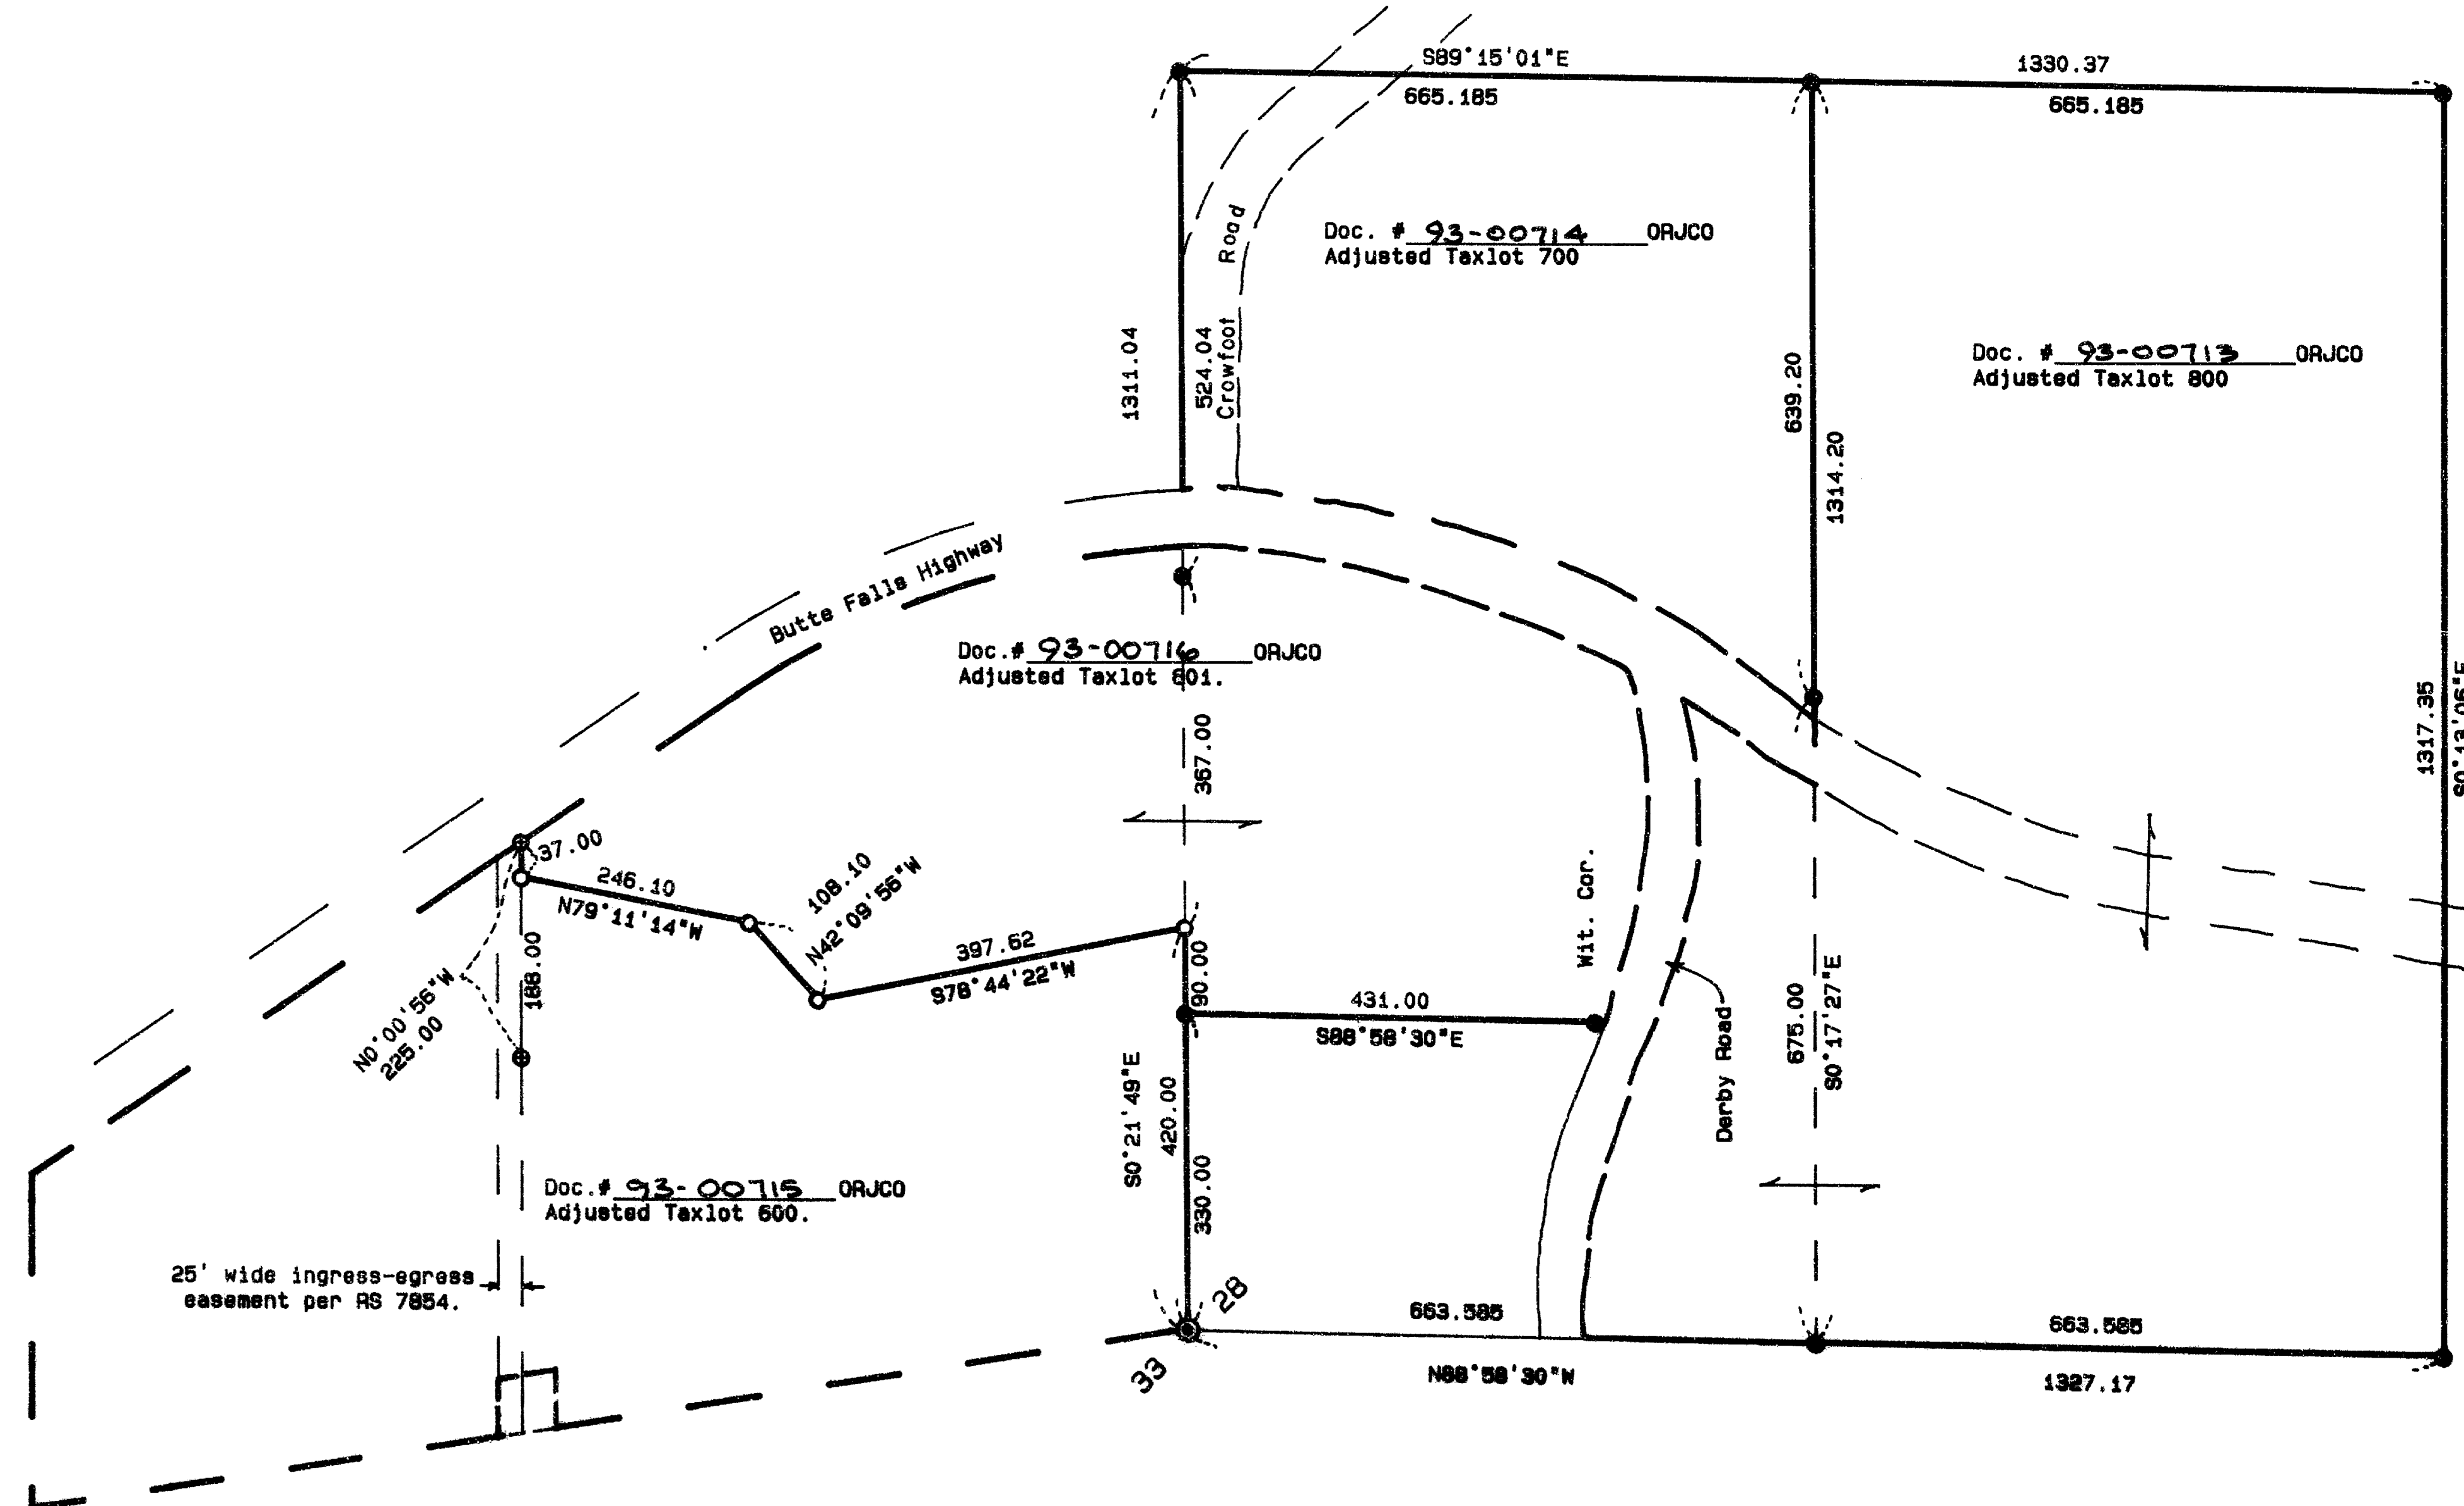 S89°15'01"E
1330.37
665.185
665.185
Road
Crowfoot
Doc. # 93-00714 ORJCO
Adjusted Taxlot 700
1311.04
524.04
639.20
1314.20
Doc. # 93-00713 ORJCO
Adjusted Taxlot 800
Butte Falls Highway
Doc.# 93-00716 ORJCO
Adjusted Taxlot 601.
367.00
1317.35
S0°13'06"E
37.00
246.10
N79°11'14"W
108.10
N42°09'56"W
188.00
N0°00'56"W
225.00
397.62
S78°44'22"W
90.00
Wit. Cor.
431.00
S88°58'30"E
Derby Road
675.00
S0°17'27"E
S0°21'49"E
420.00
330.00
Doc.# 93-00715 ORJCO
Adjusted Taxlot 600.
25' wide ingress-egress
easement per RS 7854.
28
33
663.585
663.585
N88°58'30"W
1327.17